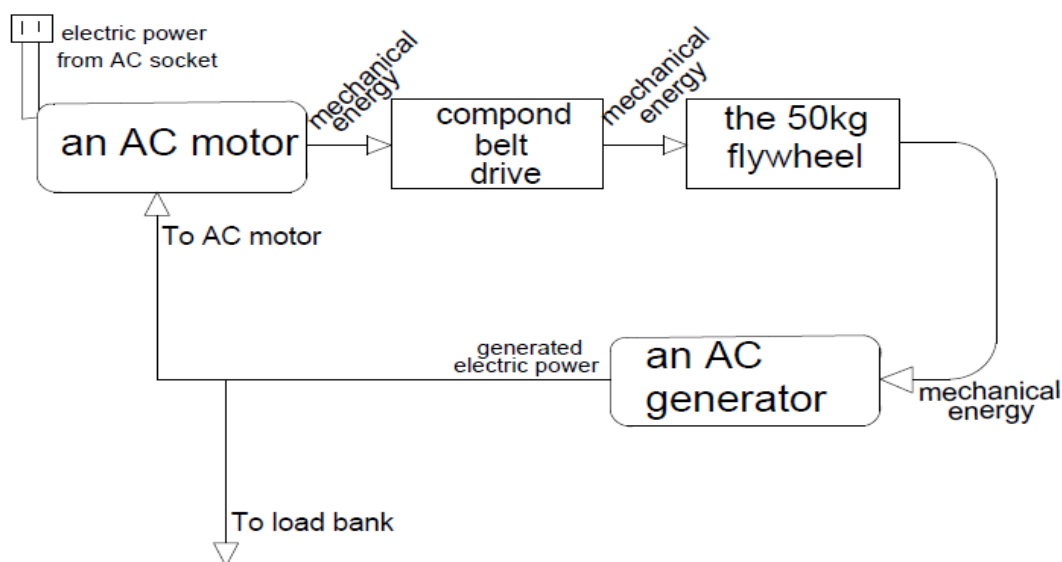 electric power
from AC socket
an AC motor
mechanical
energy
compond
belt
drive
mechanical
energy
the 50kg
flywheel
To AC motor
generated
electric power
an AC
generator
mechanical
energy
To load bank